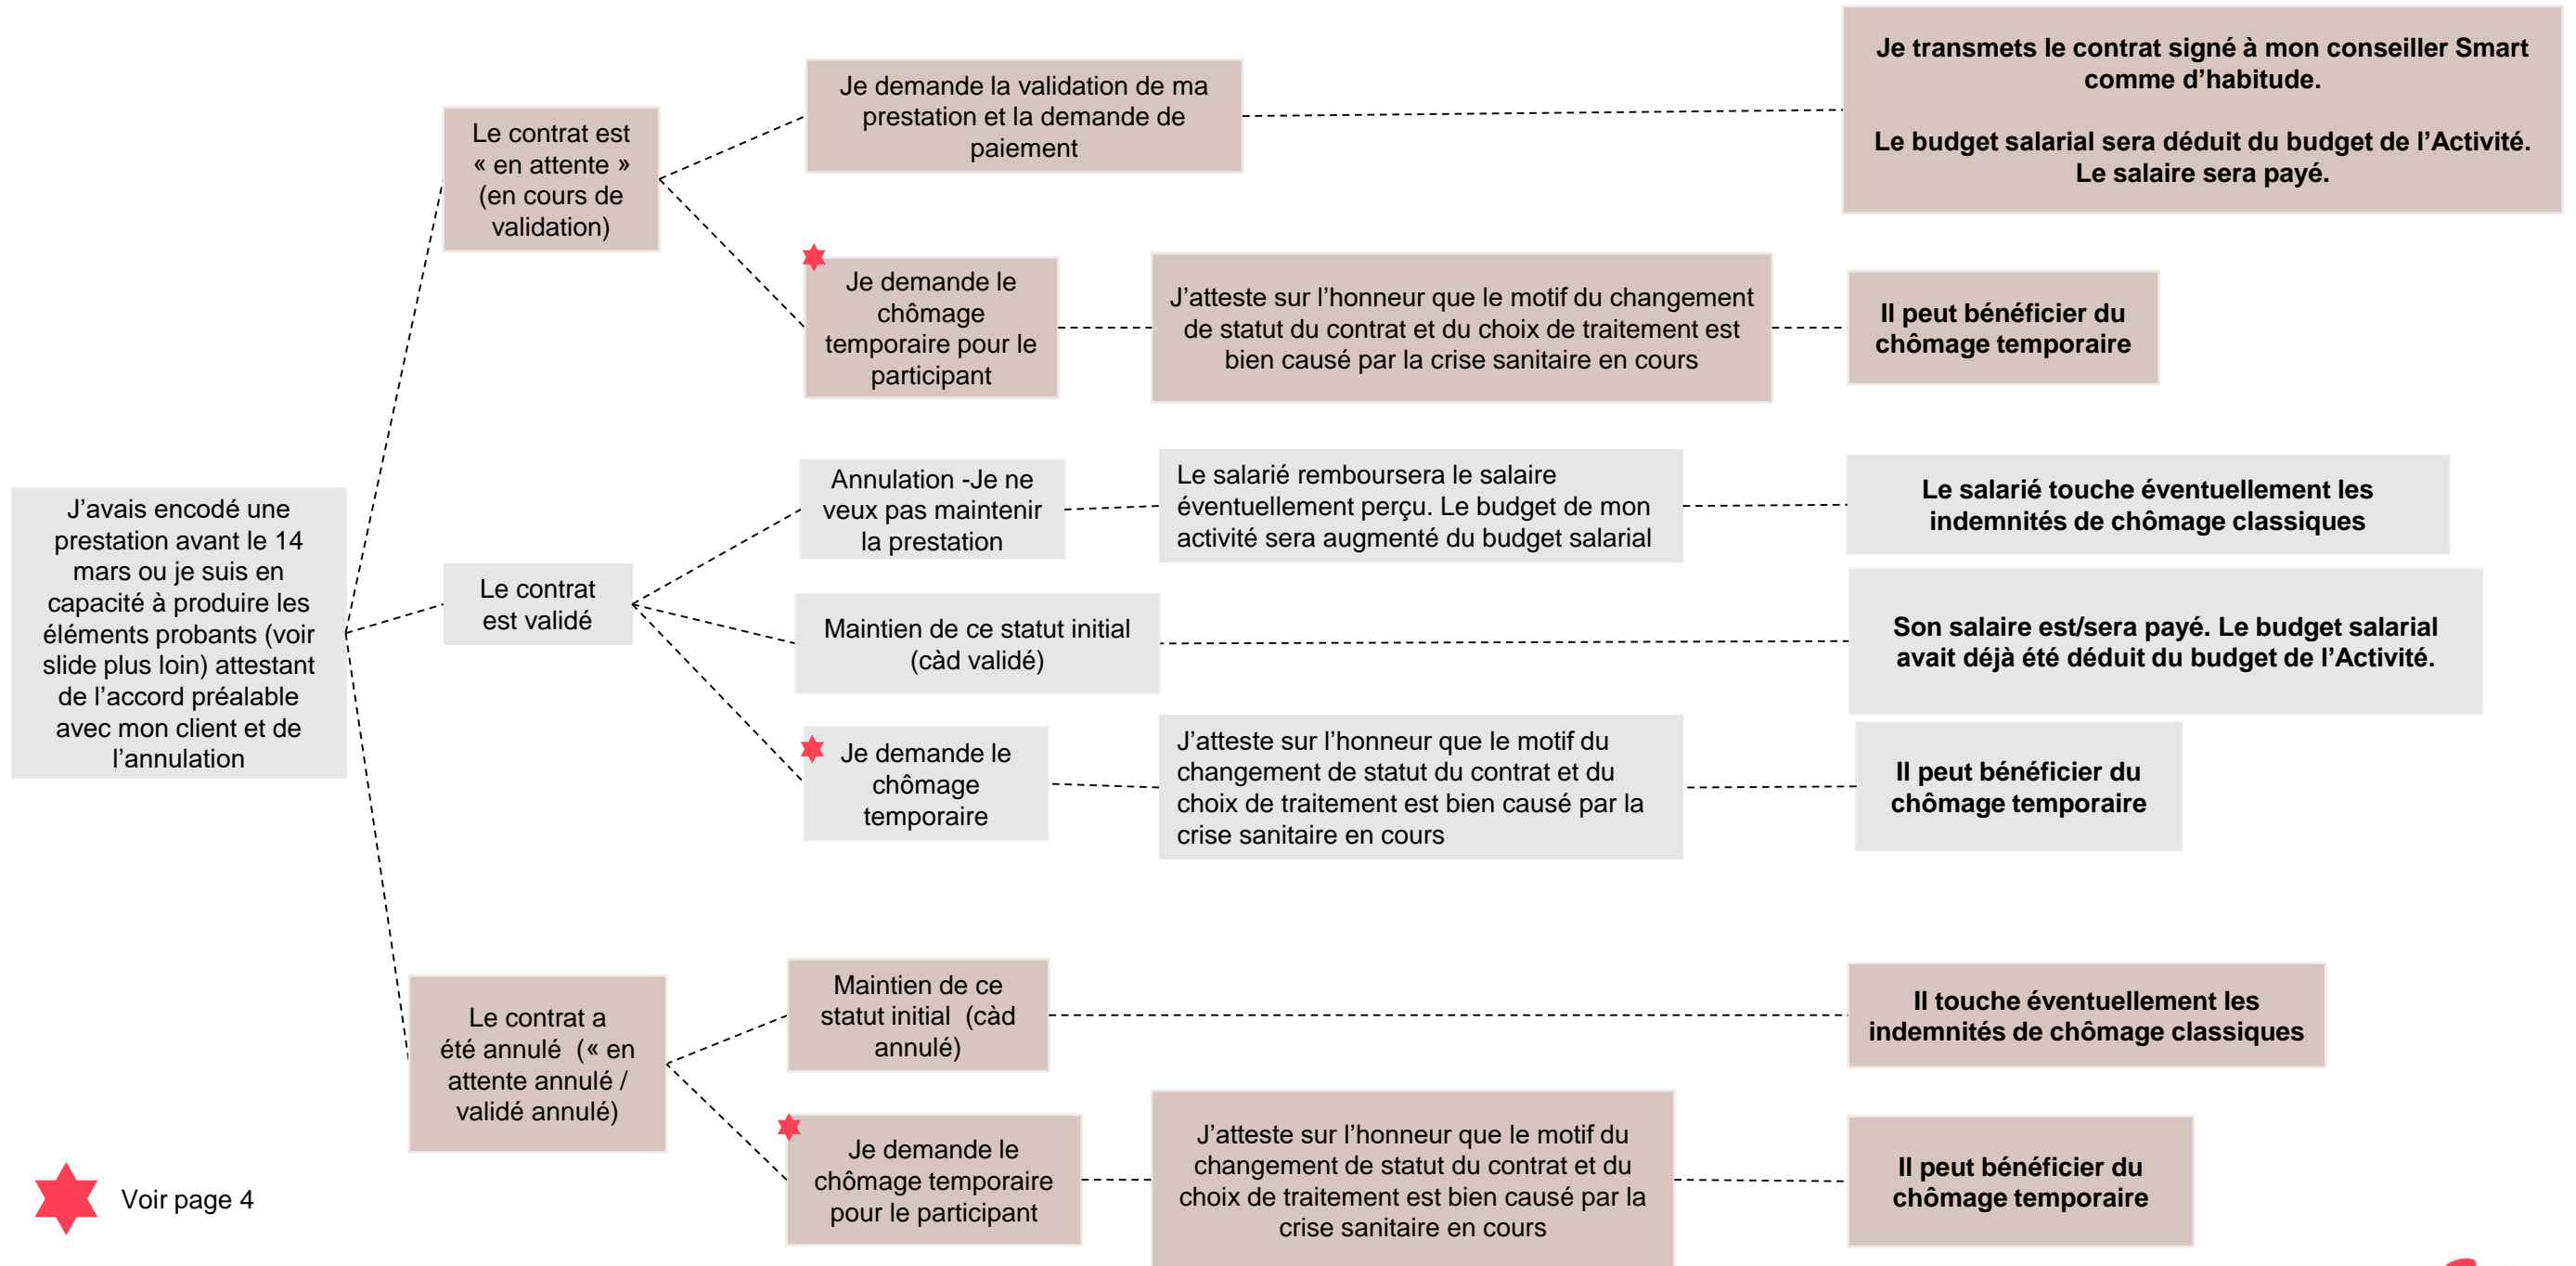 J'avais encodé une
prestation avant le 14
mars ou je suis en
capacité à produire les
éléments probants (voir
slide plus loin) attestant
de l'accord préalable
avec mon client et de
l'annulation
Le contrat est
« en attente »
(en cours de
validation)
Je demande la validation de ma
prestation et la demande de
paiement
Je transmets le contrat signé à mon conseiller Smart
comme d'habitude.
Le budget salarial sera déduit du budget de l'Activité.
Le salaire sera payé.
Je demande le
chômage
temporaire pour le
participant
J'atteste sur l'honneur que le motif du changement
de statut du contrat et du choix de traitement est
bien causé par la crise sanitaire en cours
Il peut bénéficier du
chômage temporaire
Le contrat
est validé
Annulation -Je ne
veux pas maintenir
la prestation
Le salarié remboursera le salaire
éventuellement perçu. Le budget de mon
activité sera augmenté du budget salarial
Le salarié touche éventuellement les
indemnités de chômage classiques
Maintien de ce statut initial
(càd validé)
Son salaire est/sera payé. Le budget salarial
avait déjà été déduit du budget de l'Activité.
Je demande le
chômage
temporaire
J'atteste sur l'honneur que le motif du
changement de statut du contrat et du
choix de traitement est bien causé par la
crise sanitaire en cours
Il peut bénéficier du
chômage temporaire
Le contrat a
été annulé (« en
attente annulé /
validé annulé)
Maintien de ce
statut initial (càd
annulé)
Il touche éventuellement les
indemnités de chômage classiques
Je demande le
chômage temporaire
pour le participant
J'atteste sur l'honneur que le motif du
changement de statut du contrat et du
choix de traitement est bien causé par la
crise sanitaire en cours
Il peut bénéficier du
chômage temporaire
Voir page 4